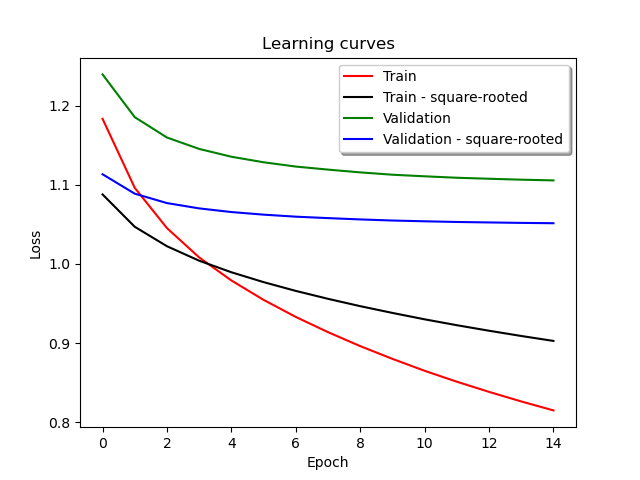 Learning curves
Train
Train - square-rooted
Validation
Validation - square-rooted
Loss
1.2
1.1
1.0
0.9
0.8
0 2 4 6 8 10 12 14
Epoch